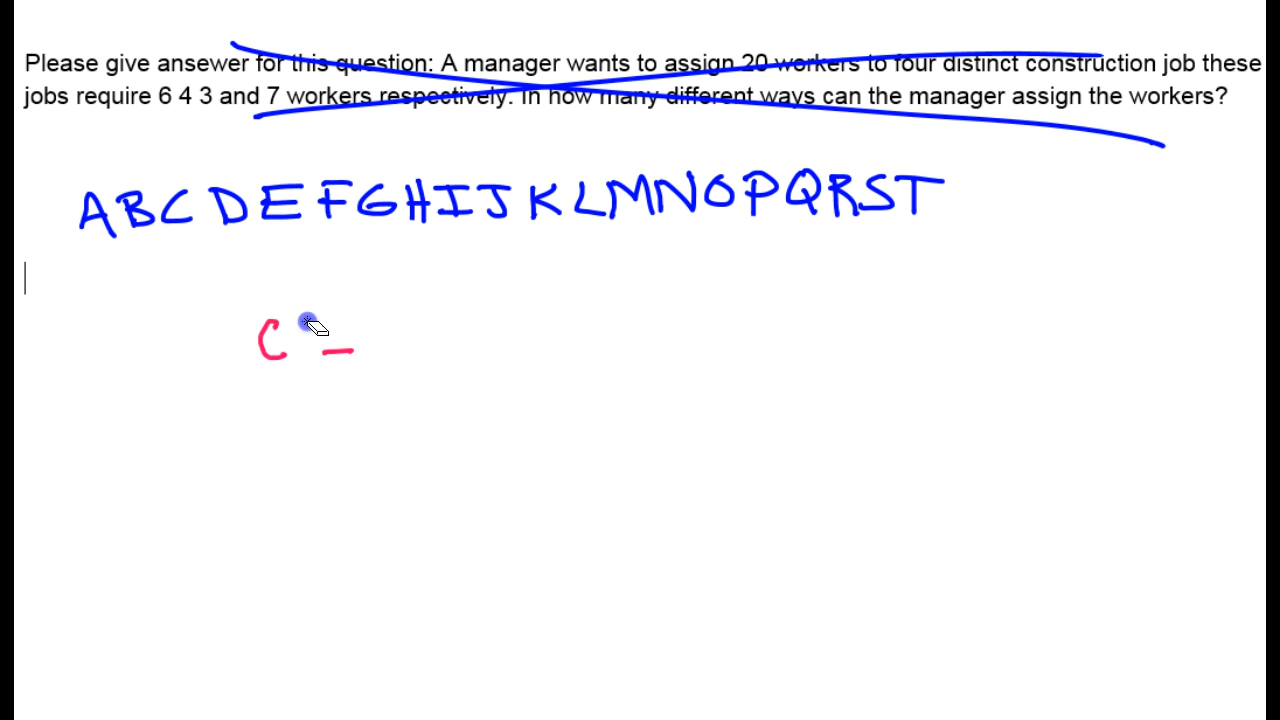 Please give ansewer for this question: A manager wants to assign 20 workers to four distinct construction job these
jobs require 6 4 3 and 7 workers respectively. In how many different ways can the manager assign the workers?
A B C D E F G H I J K L M N O P Q R S T
C _